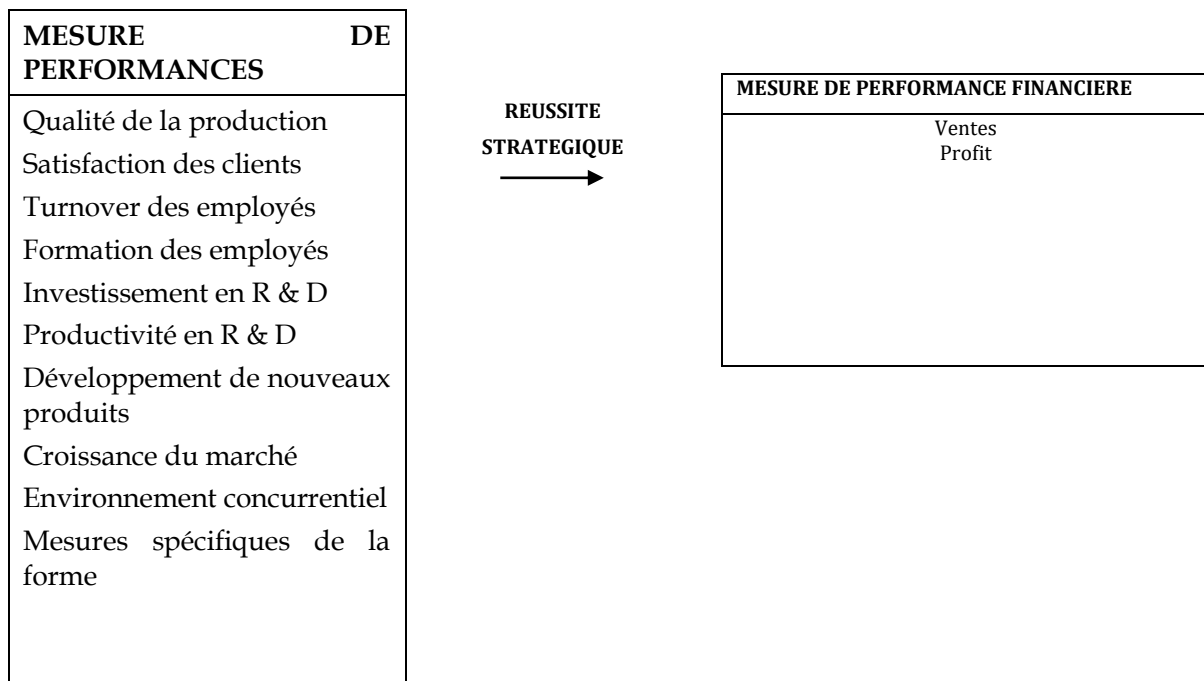 MESURE DE
PERFORMANCES
Qualité de la production
Satisfaction des clients
Turnover des employés
Formation des employés
Investissement en R & D
Productivité en R & D
Développement de nouveaux
produits
Croissance du marché
Environnement concurrentiel
Mesures spécifiques de la
forme
REUSSITE
STRATEGIQUE
MESURE DE PERFORMANCE FINANCIERE
Ventes
Profit